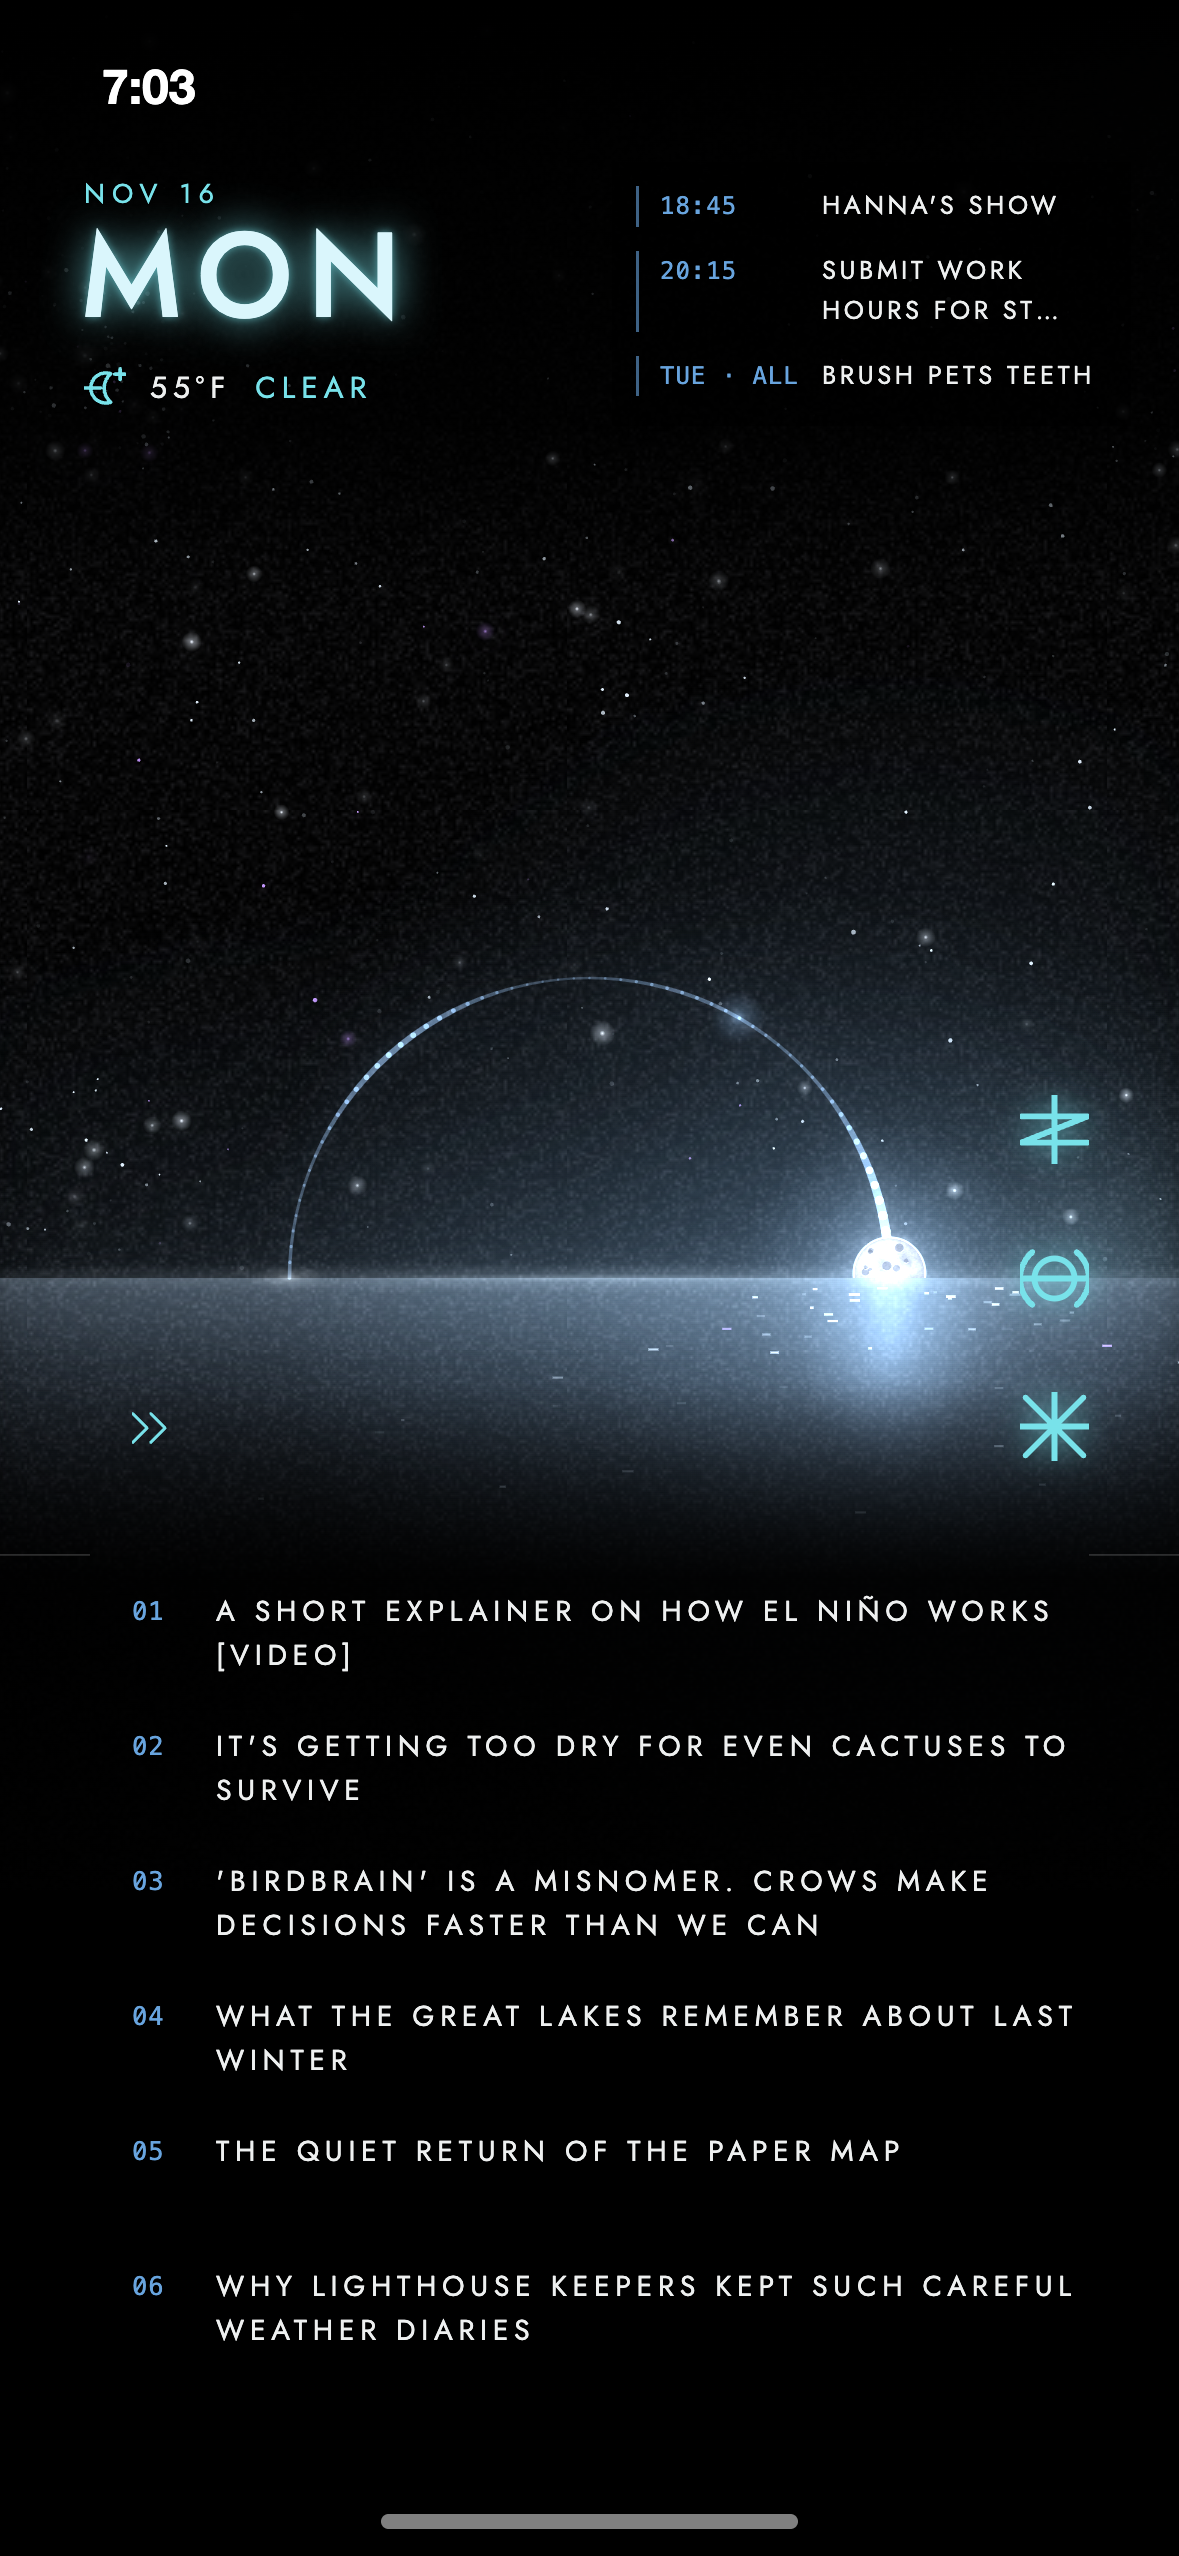 7:03
NOV 16
MON
55°F CLEAR
18:45 HANNA'S SHOW
20:15 SUBMIT WORK
HOURS FOR ST...
TUE · ALL BRUSH PETS TEETH
01 A SHORT EXPLAINER ON HOW EL NIÑO WORKS
[VIDEO]
02 IT'S GETTING TOO DRY FOR EVEN CACTUSES TO
SURVIVE
03 'BIRDBRAIN' IS A MISNOMER. CROWS MAKE
DECISIONS FASTER THAN WE CAN
04 WHAT THE GREAT LAKES REMEMBER ABOUT LAST
WINTER
05 THE QUIET RETURN OF THE PAPER MAP
06 WHY LIGHTHOUSE KEEPERS KEPT SUCH CAREFUL
WEATHER DIARIES